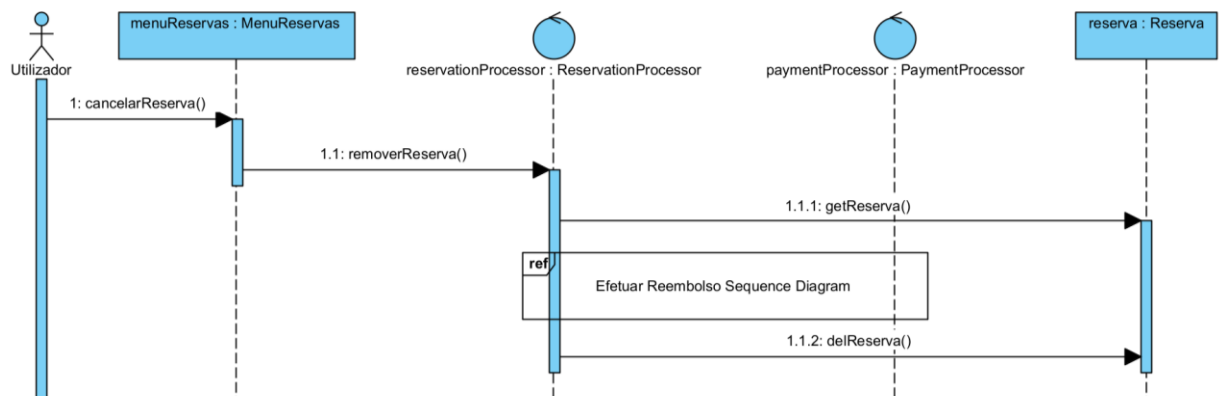 menuReservas : MenuReservas
reserva : Reserva
Utilizador
reservationProcessor : ReservationProcessor
paymentProcessor : PaymentProcessor
1: cancelarReserva()
1.1: removerReserva()
1.1.1: getReserva()
ref
Efetuar Reembolso Sequence Diagram
1.1.2: delReserva()